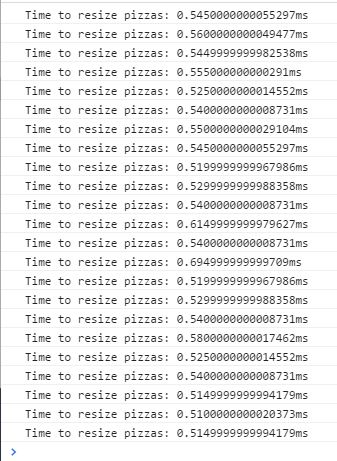 Time to resize pizzas: 0.5450000000055297ms
Time to resize pizzas: 0.5600000000049477ms
Time to resize pizzas: 0.5449999999982538ms
Time to resize pizzas: 0.555000000000291ms
Time to resize pizzas: 0.5250000000014552ms
Time to resize pizzas: 0.5400000000008731ms
Time to resize pizzas: 0.5500000000029104ms
Time to resize pizzas: 0.5450000000055297ms
Time to resize pizzas: 0.5199999999967986ms
Time to resize pizzas: 0.5299999999988358ms
Time to resize pizzas: 0.5400000000008731ms
Time to resize pizzas: 0.6149999999979627ms
Time to resize pizzas: 0.5400000000008731ms
Time to resize pizzas: 0.694999999999709ms
Time to resize pizzas: 0.5199999999967986ms
Time to resize pizzas: 0.5299999999988358ms
Time to resize pizzas: 0.5400000000008731ms
Time to resize pizzas: 0.5800000000017462ms
Time to resize pizzas: 0.5250000000014552ms
Time to resize pizzas: 0.5400000000008731ms
Time to resize pizzas: 0.5149999999994179ms
Time to resize pizzas: 0.5100000000020373ms
Time to resize pizzas: 0.5149999999994179ms